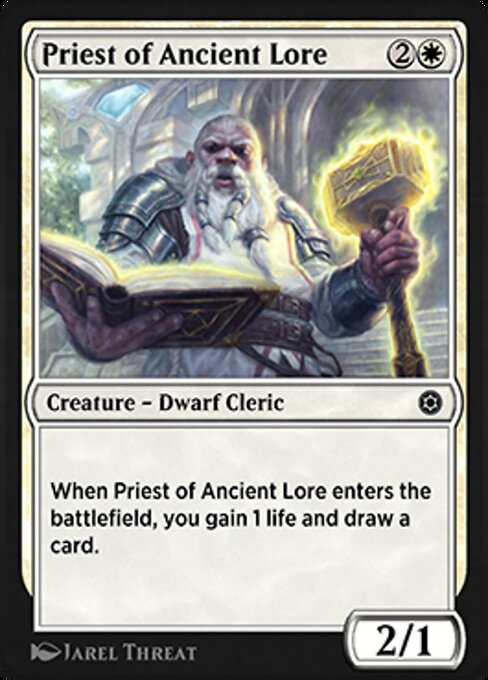 Priest of Ancient Lore 2
Creature – Dwarf Cleric
When Priest of Ancient Lore enters the
battlefield, you gain 1 life and draw a
card.
2/1
Jarel Threat